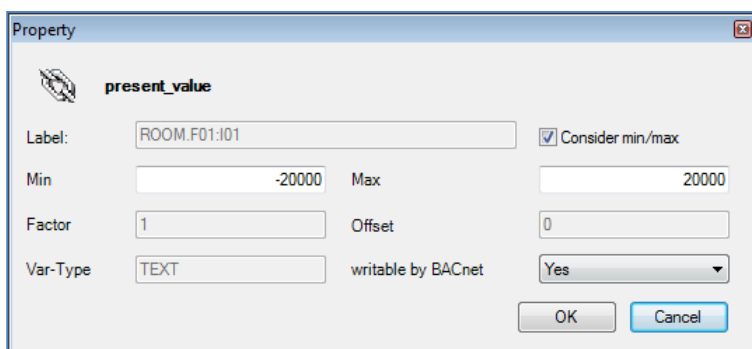 Property
present_value
Label: ROOM.F01:I01 Consider min/max
Min -20000 Max 20000
Factor 1 Offset 0
Var-Type TEXT writable by BACnet Yes
OK Cancel